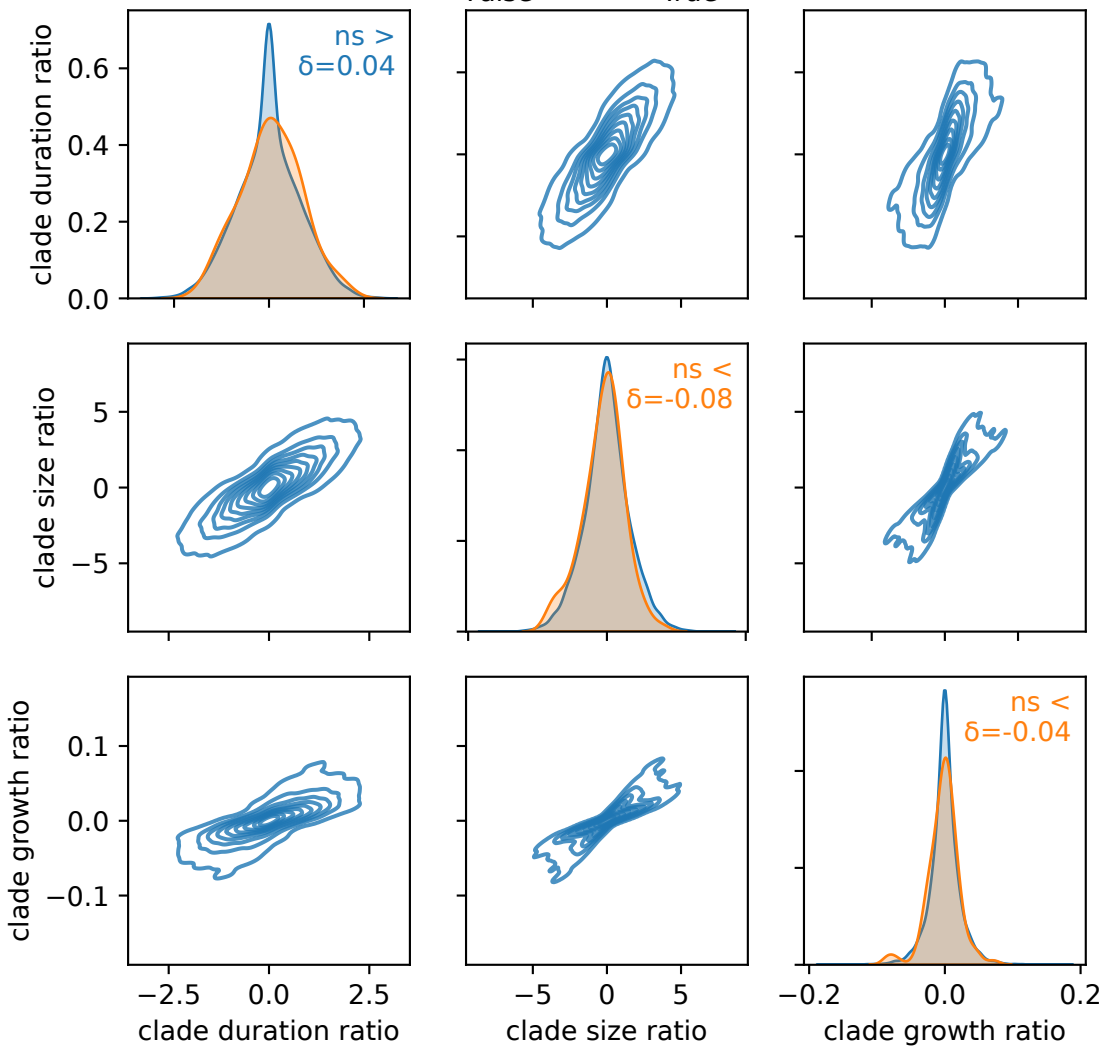 clade duration ratio
0.6
0.4
0.2
0.0
ns >
δ=0.04
clade size ratio
5
0
−5
ns <
δ=-0.08
clade growth ratio
0.1
0.0
−0.1
ns <
δ=-0.04
−2.5 0.0 2.5
−5 0 5
−0.2 0.0 0.2
clade duration ratio
clade size ratio
clade growth ratio